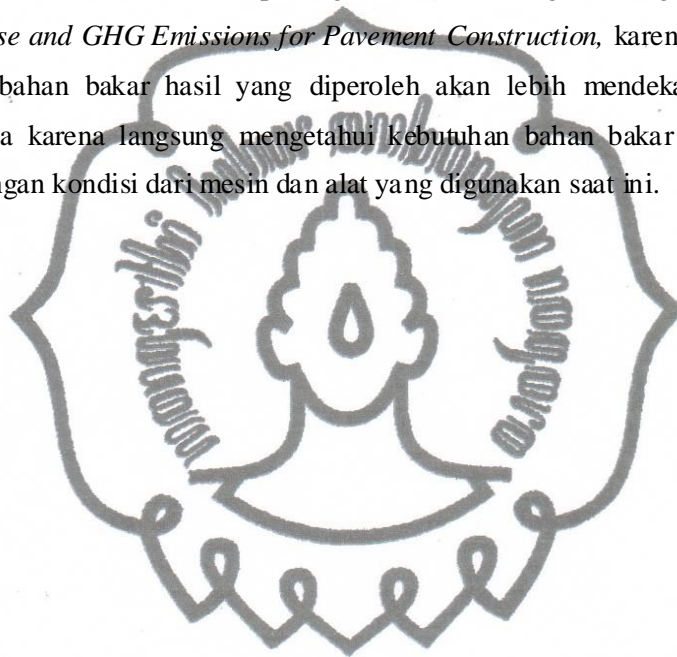 se and GHG Emissions for Pavement Construction, karen
bahan bakar hasil yang diperoleh akan lebih mendeka
a karena langsung mengetahui kebutuhan bahan bakar
ngan kondisi dari mesin dan alat yang digunakan saat ini.